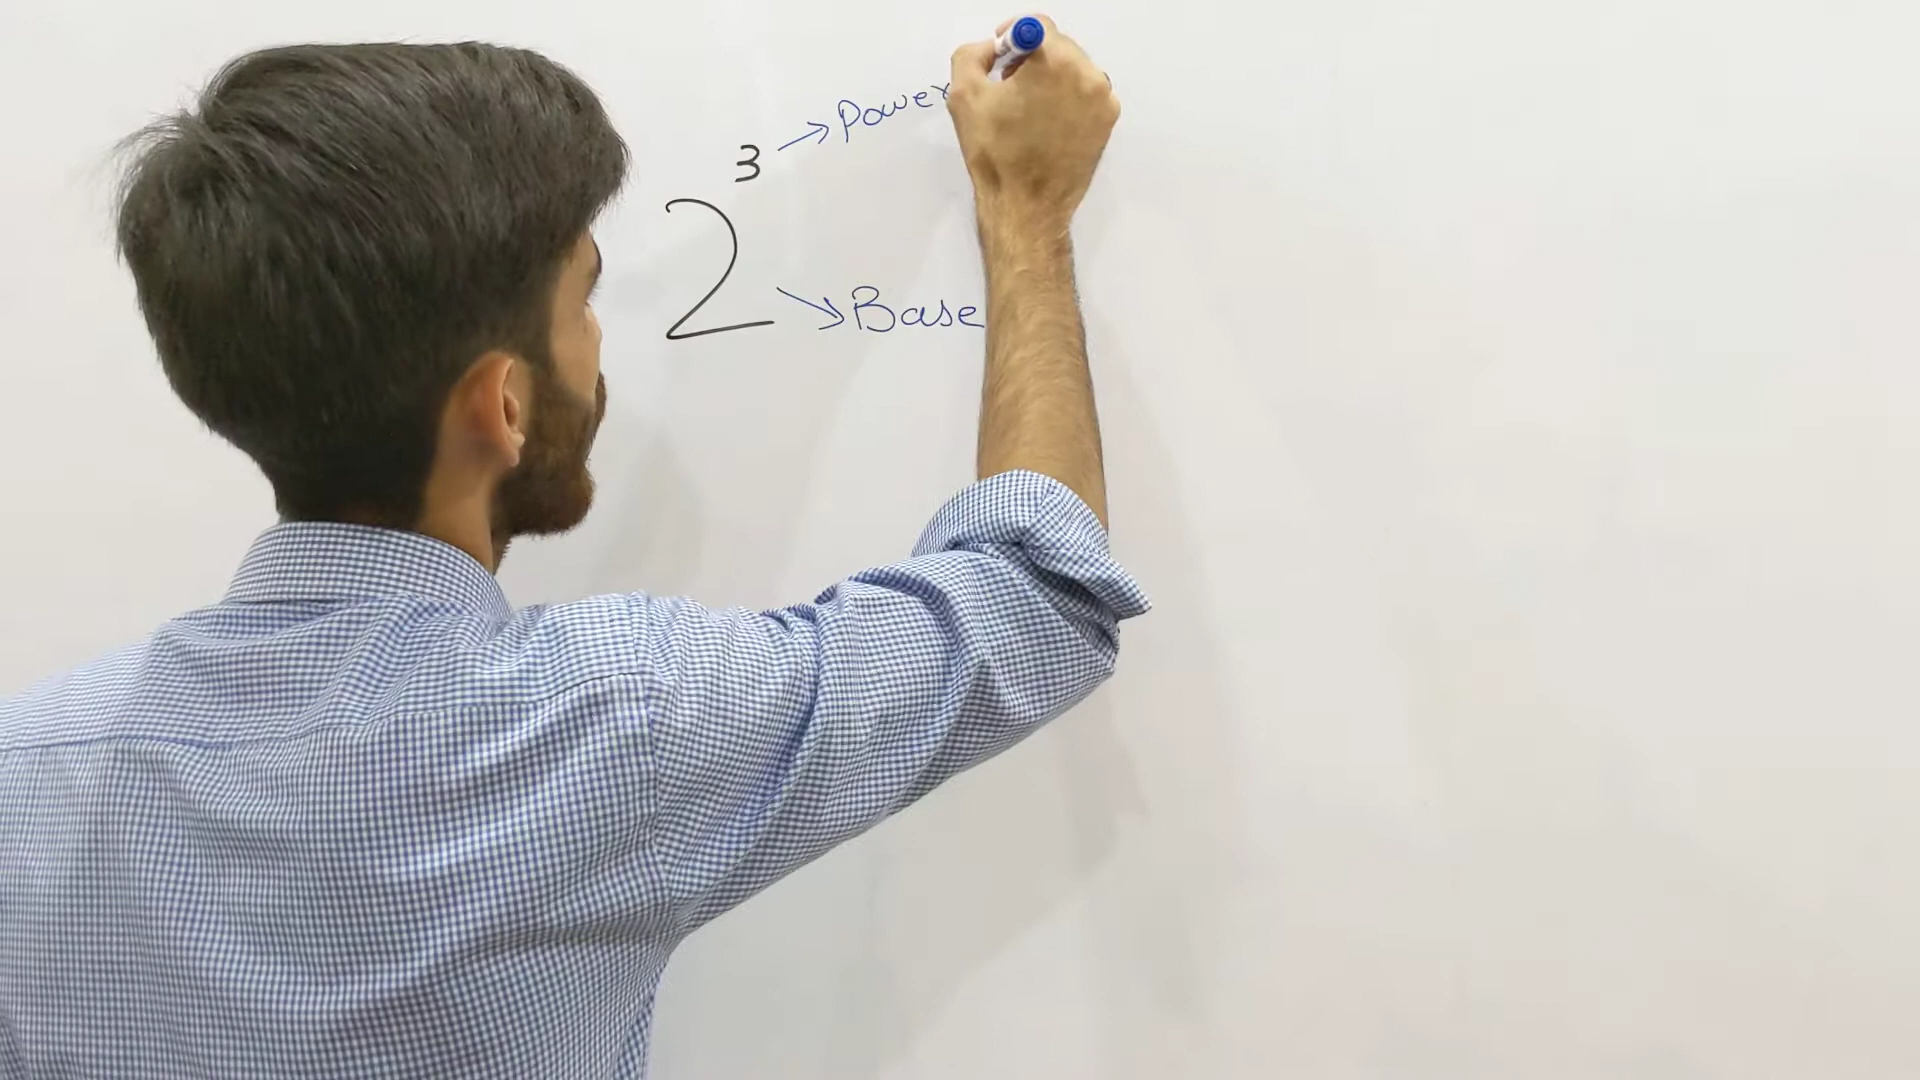 3 → Power
2 → Base